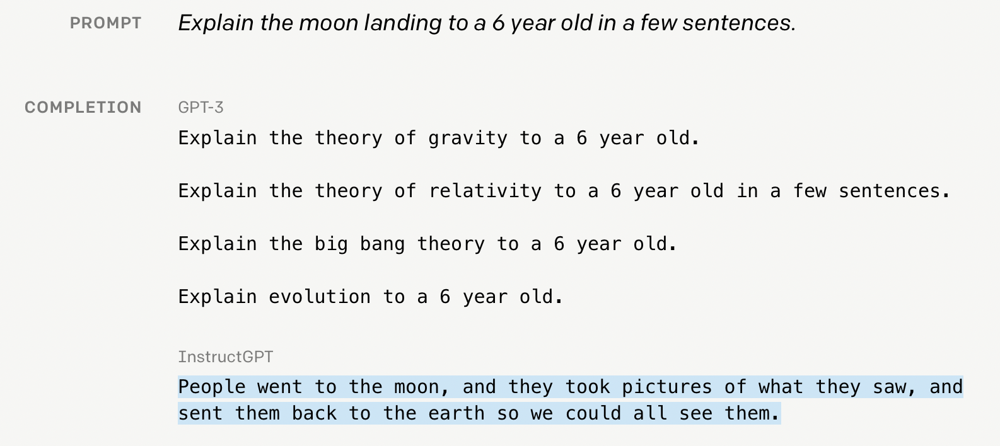 PROMPT
Explain the moon landing to a 6 year old in a few sentences.
COMPLETION
GPT-3
Explain the theory of gravity to a 6 year old.
Explain the theory of relativity to a 6 year old in a few sentences.
Explain the big bang theory to a 6 year old.
Explain evolution to a 6 year old.
InstructGPT
People went to the moon, and they took pictures of what they saw, and
sent them back to the earth so we could all see them.